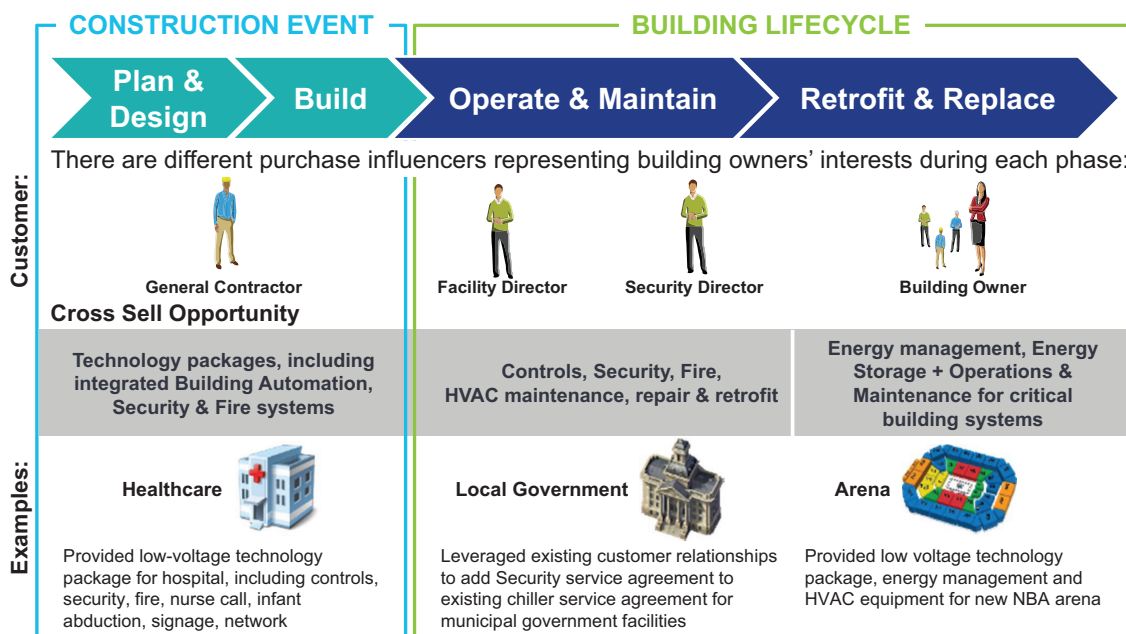 CONSTRUCTION EVENT
BUILDING LIFECYCLE
Plan &
Design
Build
Operate & Maintain
Retrofit & Replace
There are different purchase influencers representing building owners’ interests during each phase:
Customer:
General Contractor
Facility Director
Security Director
Building Owner
Cross Sell Opportunity
Technology packages, including
integrated Building Automation,
Security & Fire systems
Controls, Security, Fire,
HVAC maintenance, repair & retrofit
Energy management, Energy
Storage + Operations &
Maintenance for critical
building systems
Examples:
Healthcare
Provided low-voltage technology
package for hospital, including controls,
security, fire, nurse call, infant
abduction, signage, network
Local Government
Leveraged existing customer relationships
to add Security service agreement to
existing chiller service agreement for
municipal government facilities
Arena
Provided low voltage technology
package, energy management and
HVAC equipment for new NBA arena